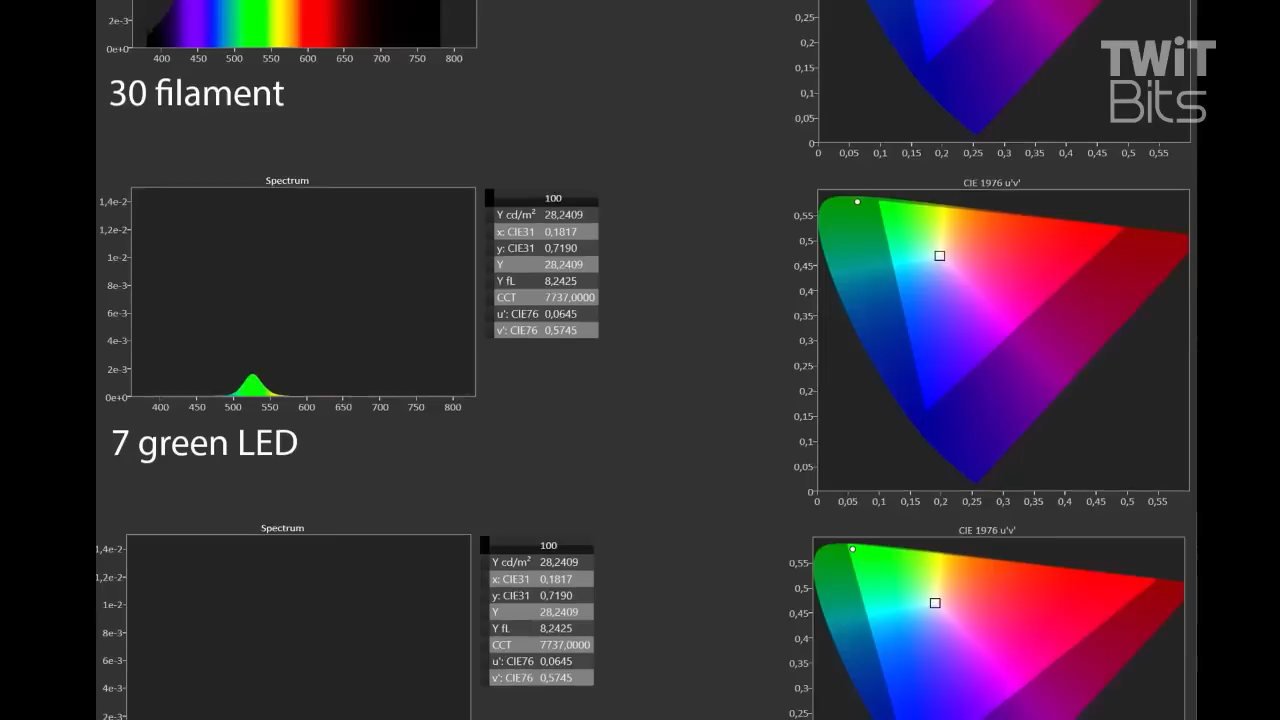 2e-3
0e+0
400 450 500 550 600 650 700 750 800
30 filament
0,25
0,2
0,15
0,1
0,05
0
0 0,05 0,1 0,15 0,2 0,25 0,3 0,35 0,4 0,45 0,5 0,55
TWiT
Bits
Spectrum
1,4e-2
1,2e-2
1e-2
8e-3
6e-3
4e-3
2e-3
0e+0
400 450 500 550 600 650 700 750 800
100
Y cd/m² 28,2409
x: CIE31 0,1817
y: CIE31 0,7190
Y 28,2409
Y fL 8,2425
CCT 7737,0000
u': CIE76 0,0645
v': CIE76 0,5745
CIE 1976 u'v'
0,55
0,5
0,45
0,4
0,35
0,3
0,25
0,2
0,15
0,1
0,05
0
0 0,05 0,1 0,15 0,2 0,25 0,3 0,35 0,4 0,45 0,5 0,55
7 green LED
Spectrum
1,4e-2
1,2e-2
1e-2
8e-3
6e-3
4e-3
2e-3
100
Y cd/m² 28,2409
x: CIE31 0,1817
y: CIE31 0,7190
Y 28,2409
Y fL 8,2425
CCT 7737,0000
u': CIE76 0,0645
v': CIE76 0,5745
CIE 1976 u'v'
0,55
0,5
0,45
0,4
0,35
0,3
0,25